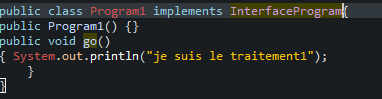 public class Program1 implements InterfaceProgram{
public Program1() {}
public void go()
{ System.out.println("je suis le traitement1");
}
}